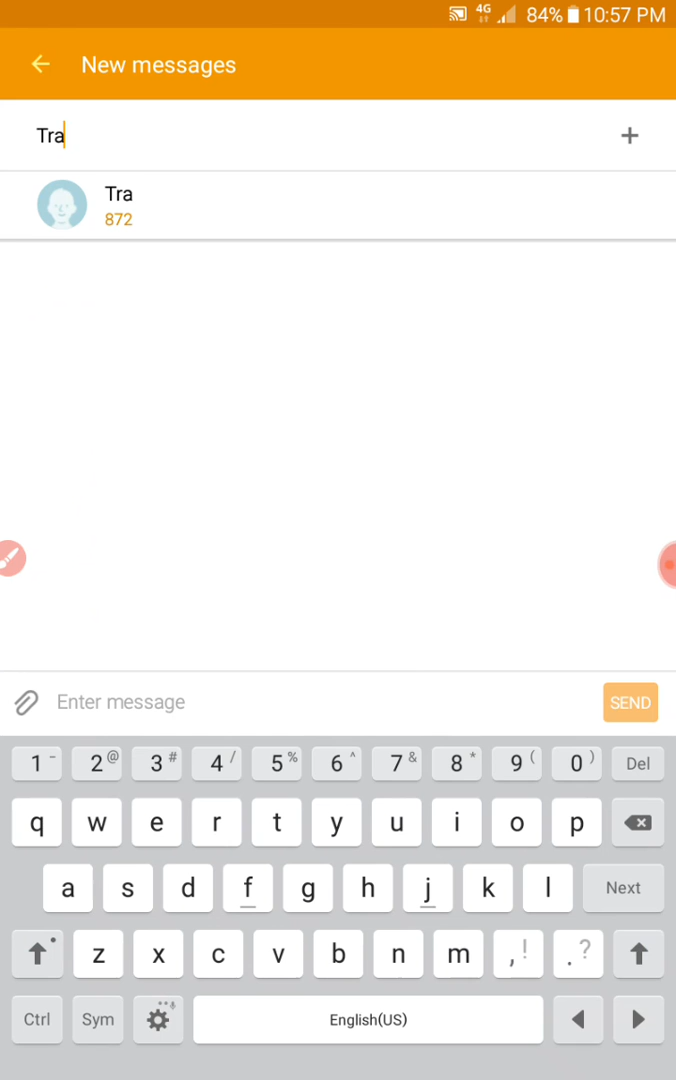 4G 84% 10:57 PM
New messages
Tra
Tra
872
Enter message
SEND
1 - 2 @ 3 # 4 / 5 % 6 ^ 7 & 8 * 9 ( 0 ) Del
q w e r t y u i o p
a s d f g h j k l Next
z x c v b n m , ! . ?
Ctrl Sym English(US)